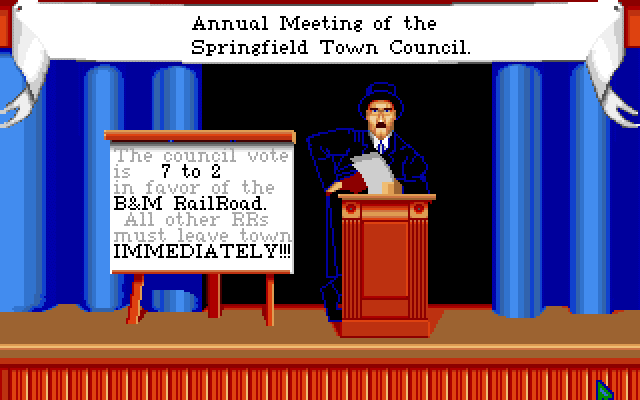 Annual Meeting of the
Springfield Town Council.
The council vote
is 7 to 2
in favor of the
B&M RailRoad.
All other RRs
must leave town
IMMEDIATELY!!!